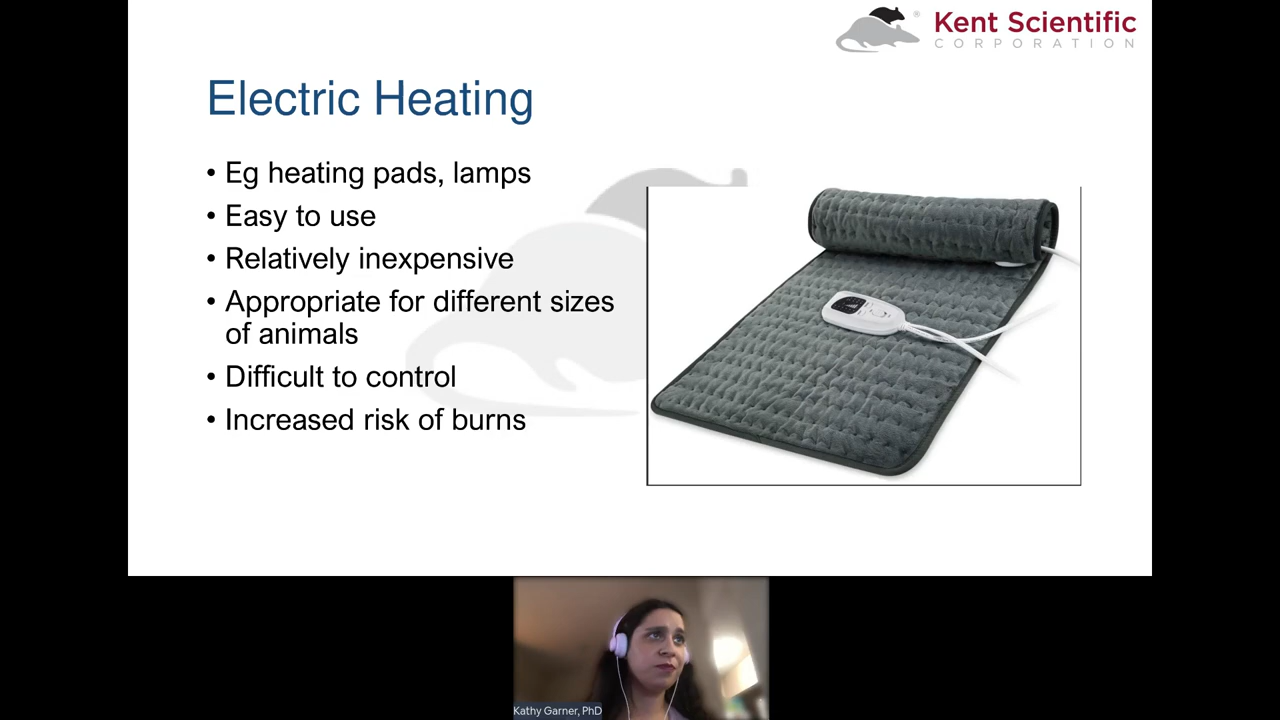 Kent Scientific
CORPORATION
Electric Heating
• Eg heating pads, lamps
• Easy to use
• Relatively inexpensive
• Appropriate for different sizes
of animals
• Difficult to control
• Increased risk of burns
Kathy Garner, PhD